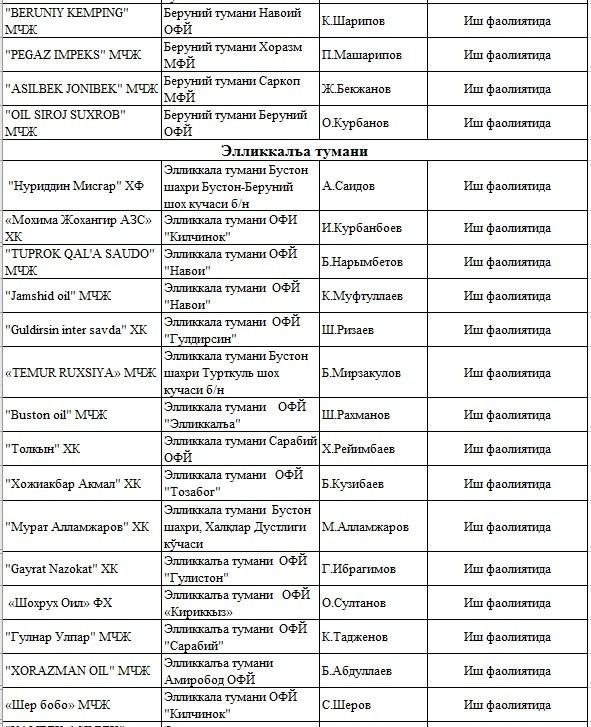 "BERUNIY KEMPING" МЧЖ
Беруний тумани Навоий ОФЙ
К.Шарипов
Иш фаолиятида
"PEGAZ IMPEKS" МЧЖ
Беруний тумани Хоразм МФЙ
П.Машарипов
Иш фаолиятида
"ASILBEK JONIBEK" МЧЖ
Беруний тумани Саркоп МФЙ
Ж.Бекжанов
Иш фаолиятида
"OIL SIROJ SUXROB" МЧЖ
Беруний тумани Беруний ОФЙ
О.Курбанов
Иш фаолиятида
Элликкалъа тумани
"Нуриддин Мисгар" ХФ
Элликкала тумани Бустон шахри Бустон-Беруний шох кучаси б/н
А.Саидов
Иш фаолиятида
«Мохима Жохангир АЗС» ХК
Элликкала тумани ОФИ "Килчинок"
И.Курбанбоев
Иш фаолиятида
"TUPROK QAL'A SAUDO" МЧЖ
Элликкала тумани ОФЙ "Навои"
Б.Нарымбетов
Иш фаолиятида
"Jamshid oil" МЧЖ
Элликкала тумани ОФЙ "Навои"
К.Муфтуллаев
Иш фаолиятида
"Guldirsin inter savda" ХК
Элликкала тумани ОФЙ "Гулдирсин"
Ш.Ризаев
Иш фаолиятида
«TEMUR RUXSIYA» МЧЖ
Элликкала тумани Бустон шахри Турткуль шох кучаси б/н
Б.Мирзакулов
Иш фаолиятида
"Buston oil" МЧЖ
Элликкала тумани ОФЙ "Элликкалъа"
Ш.Рахманов
Иш фаолиятида
"Толкын" ХК
Элликкала тумани Сарабий ОФЙ
Х.Рейимбаев
Иш фаолиятида
"Хожиакбар Акмал" ХК
Элликкала тумани ОФЙ "Тозабог"
Б.Кузибаев
Иш фаолиятида
"Мурат Алламжаров" ХК
Элликкала тумани Бустон шахри, Халқлар Дустлиги кўчаси
М.Алламжаров
Иш фаолиятида
"Gayrat Nazokat" ХК
Элликкалъа тумани ОФЙ "Гулистон"
Г.Ибрагимов
Иш фаолиятида
«Шохрух Оил» ФХ
Элликкалъа тумани ОФЙ «Кириккыз»
О.Султанов
Иш фаолиятида
"Гулнар Улпар" МЧЖ
Элликкалъа тумани ОФЙ "Сарабий"
К.Тадженов
Иш фаолиятида
"XORAZMAN OIL" МЧЖ
Элликкалъа тумани Амиробод ОФЙ
Б.Абдуллаев
Иш фаолиятида
«Шер бобо» МЧЖ
Элликкала тумани ОФЙ "Килчинок"
С.Шеров
Иш фаолиятида